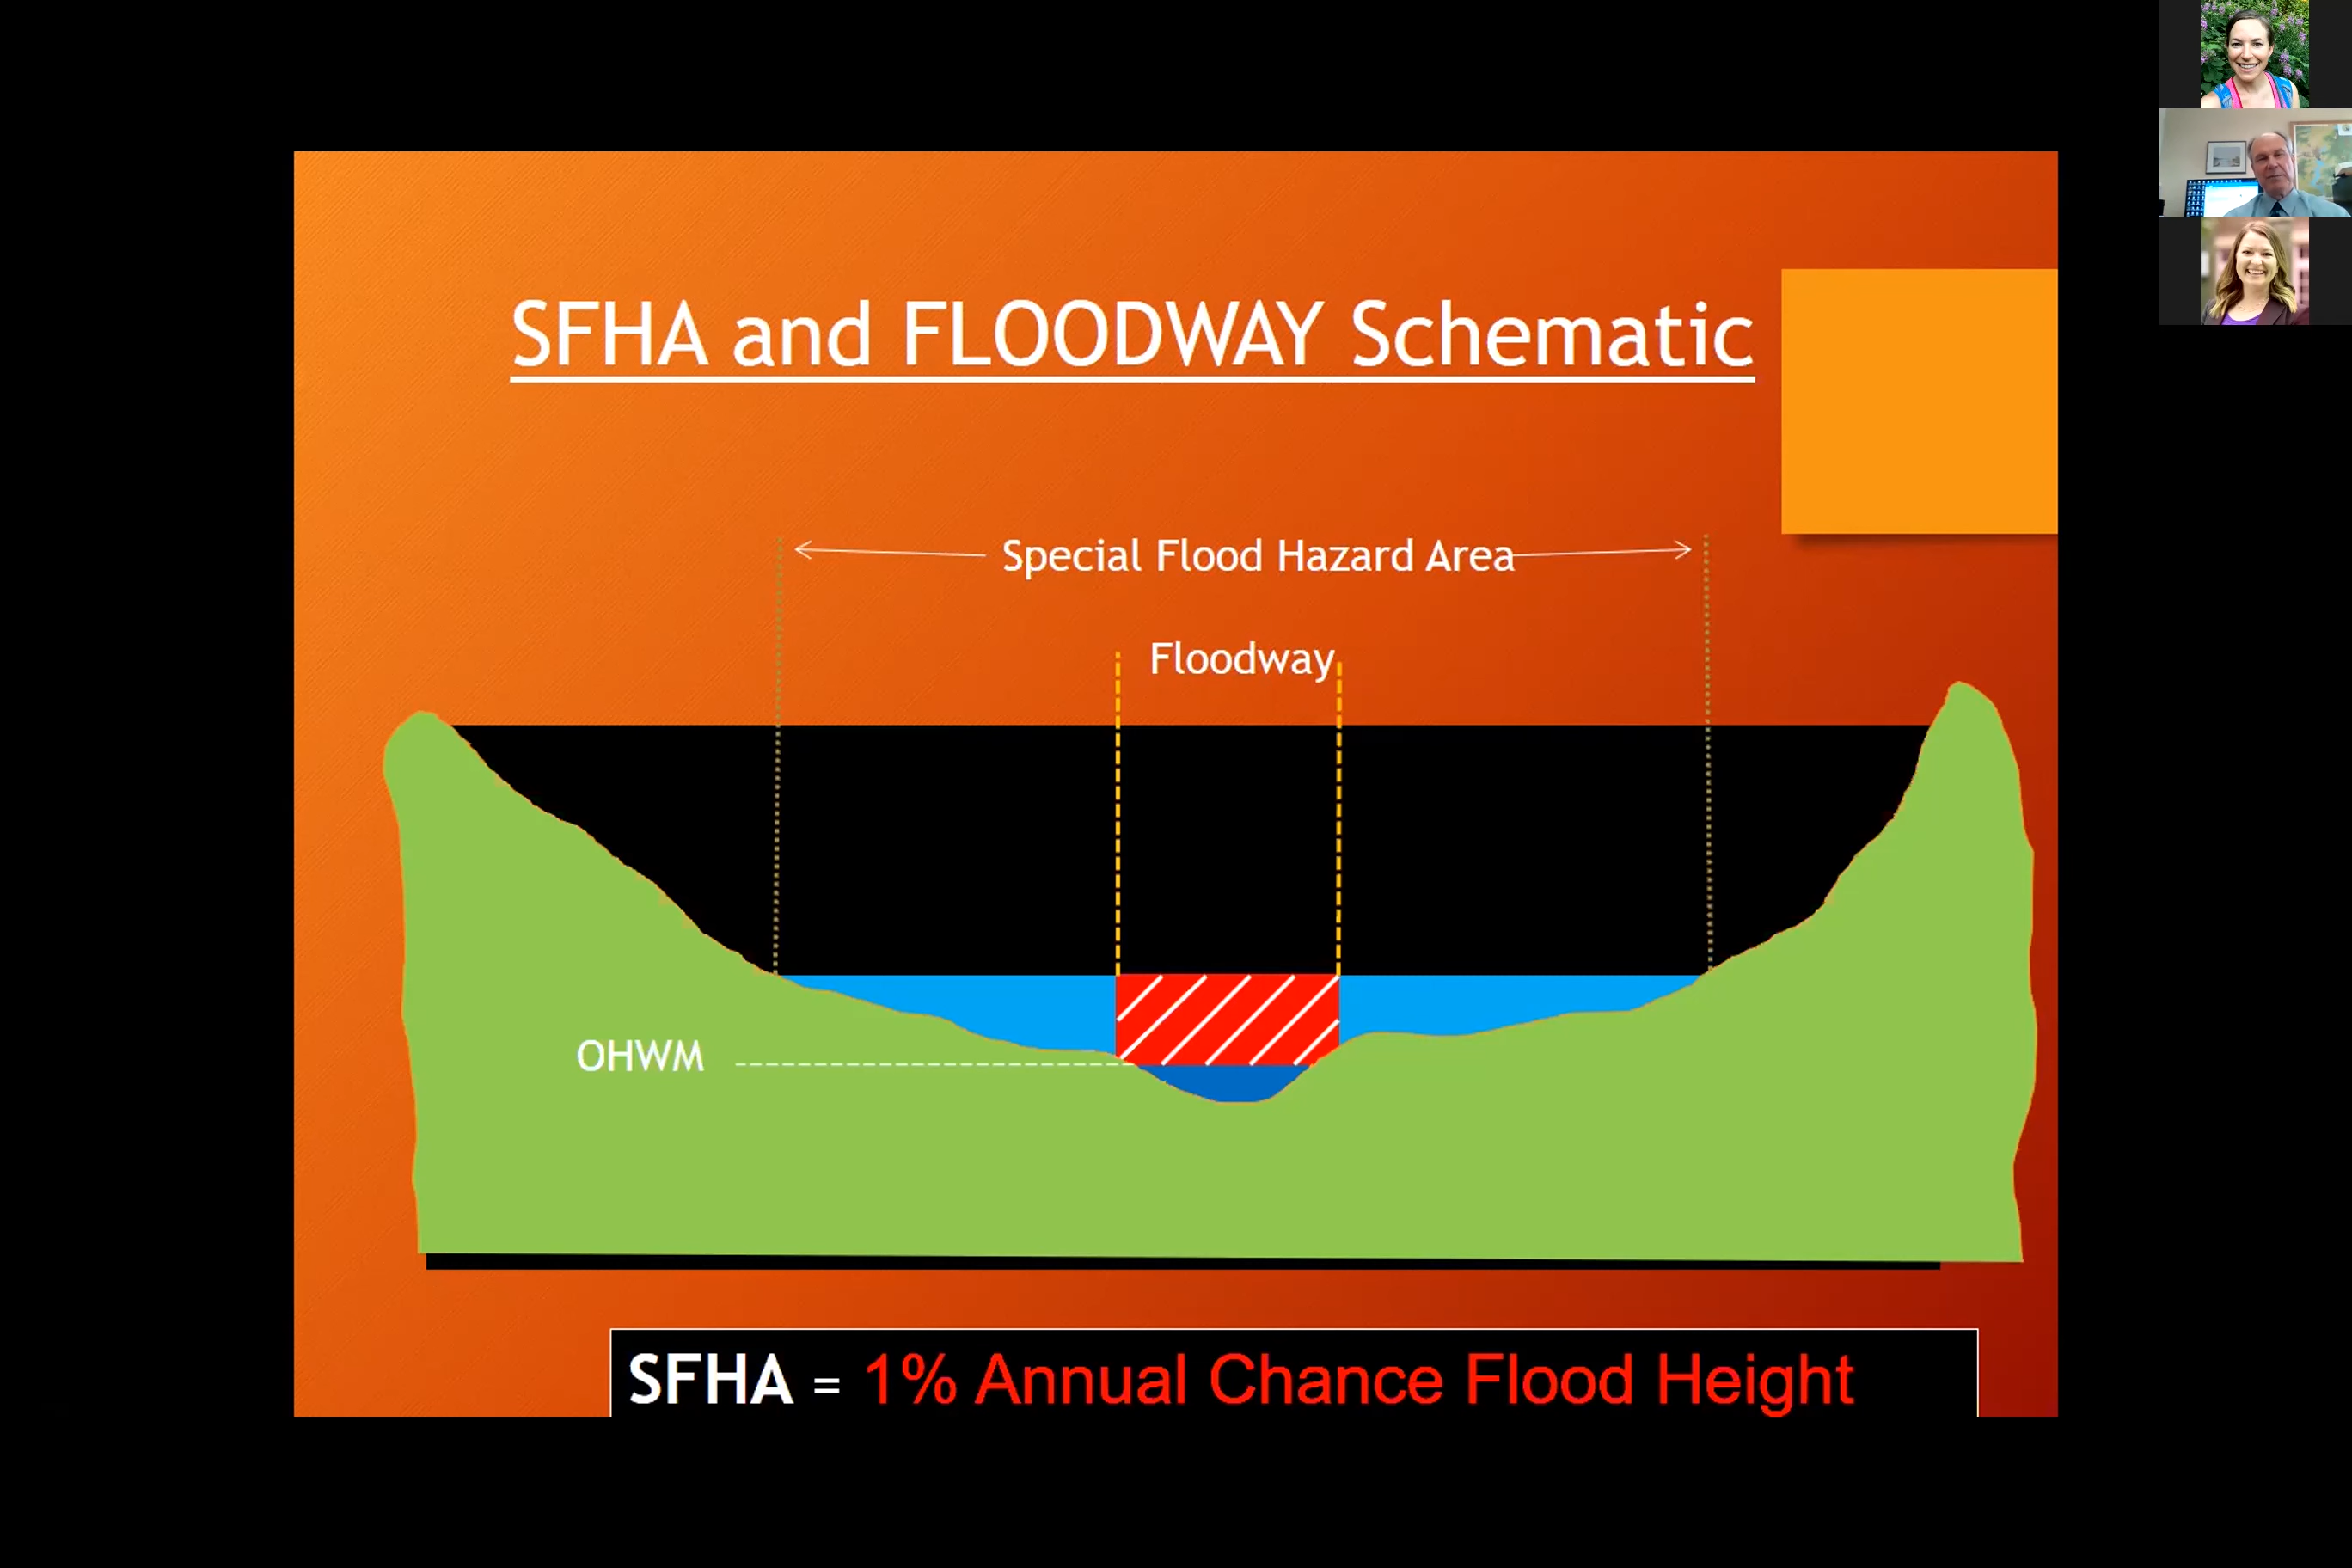 SFHA and FLOODWAY Schematic
Special Flood Hazard Area
Floodway
OHWM
SFHA = 1% Annual Chance Flood Height